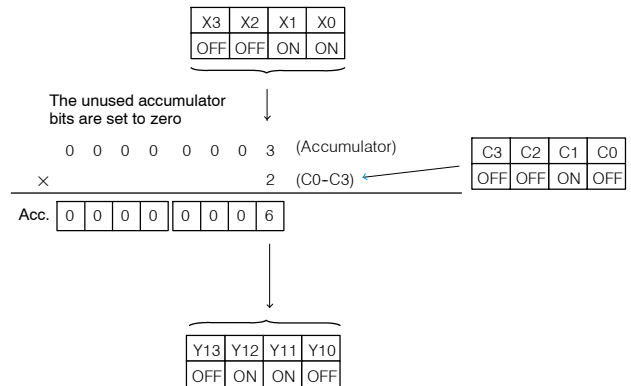 X3 X2 X1 X0
OFF OFF ON ON
The unused accumulator
bits are set to zero
0 0 0 0 0 0 0 3 (Accumulator)
× 2 (C0-C3)
C3 C2 C1 C0
OFF OFF ON OFF
Acc. 0 0 0 0 0 0 0 6
Y13 Y12 Y11 Y10
OFF ON ON OFF